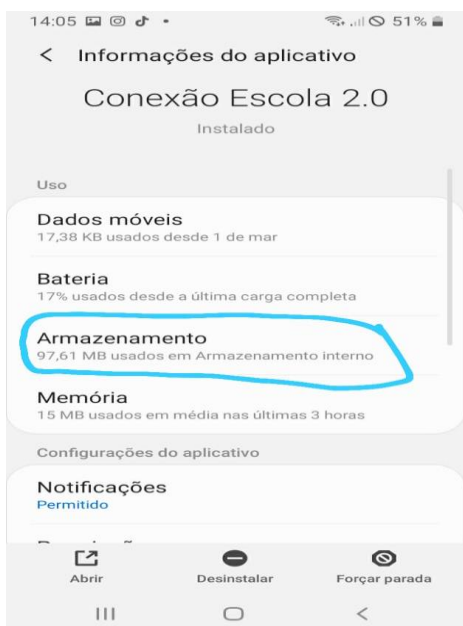 14:05 51%
Informações do aplicativo
Conexão Escola 2.0
Instalado
Uso
Dados móveis
17,38 KB usados desde 1 de mar
Bateria
17% usados desde a última carga completa
Armazenamento
97,61 MB usados em Armazenamento interno
Memória
15 MB usados em média nas últimas 3 horas
Configurações do aplicativo
Notificações
Permitido
Abrir Desinstalar Forçar parada